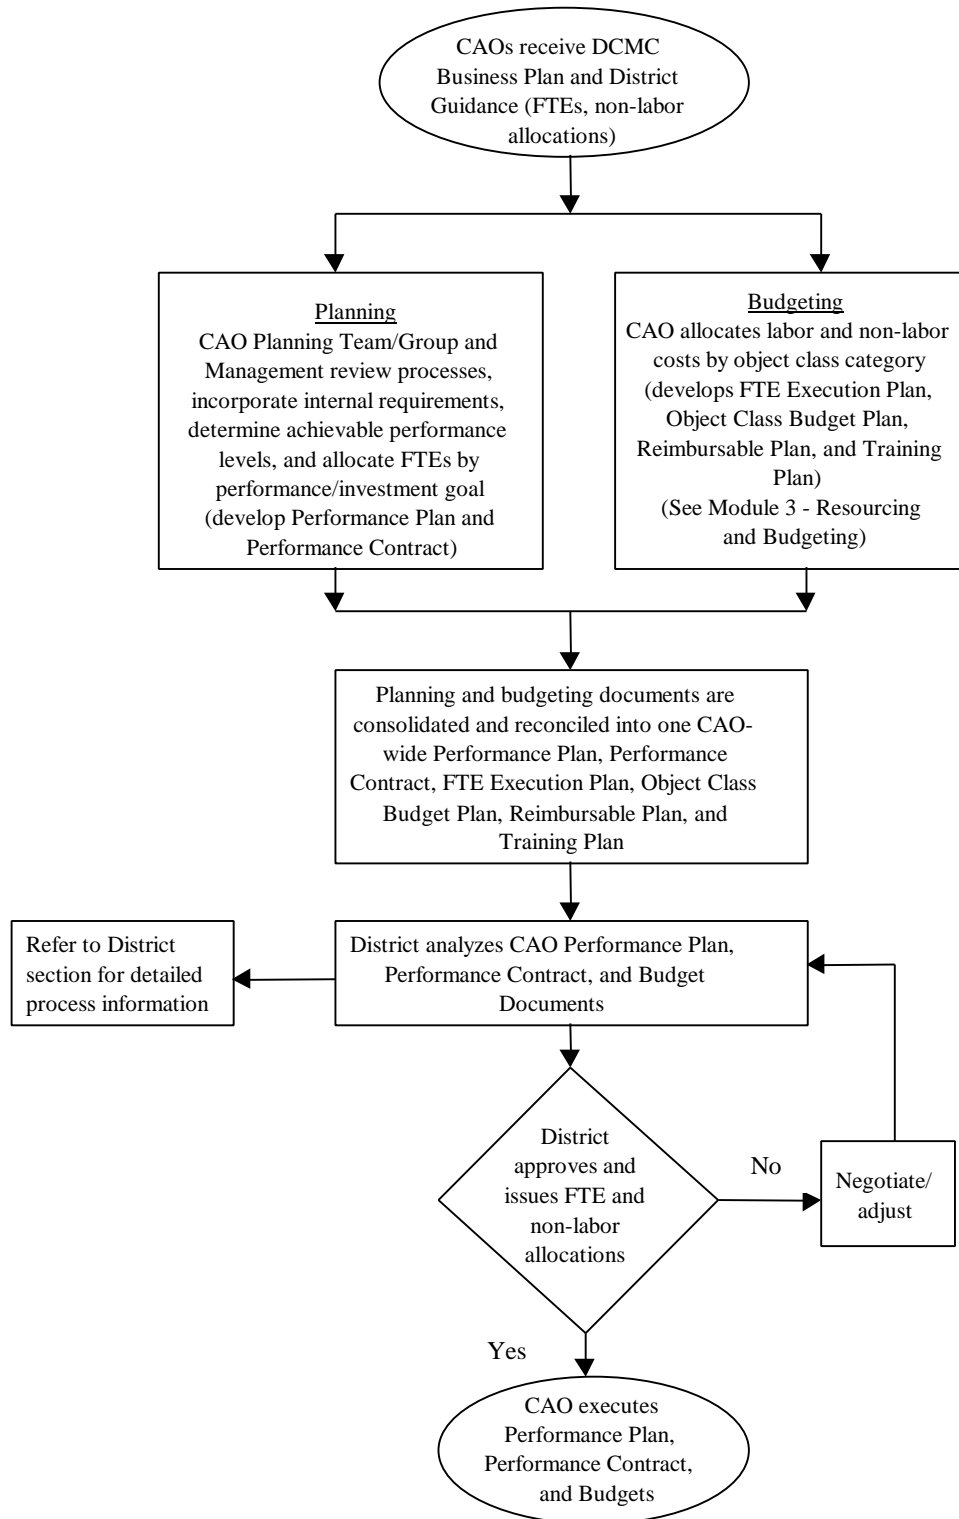 CAOs receive DCMC
Business Plan and District
Guidance (FTEs, non-labor
allocations)
Planning
CAO Planning Team/Group and
Management review processes,
incorporate internal requirements,
determine achievable performance
levels, and allocate FTEs by
performance/investment goal
(develop Performance Plan and
Performance Contract)
Budgeting
CAO allocates labor and non-labor
costs by object class category
(develops FTE Execution Plan,
Object Class Budget Plan,
Reimbursable Plan, and Training
Plan)
(See Module 3 - Resourcing
and Budgeting)
Planning and budgeting documents are
consolidated and reconciled into one CAO-
wide Performance Plan, Performance
Contract, FTE Execution Plan, Object Class
Budget Plan, Reimbursable Plan, and
Training Plan
Refer to District
section for detailed
process information
District analyzes CAO Performance Plan,
Performance Contract, and Budget
Documents
District
approves and
issues FTE and
non-labor
allocations
No
Negotiate/
adjust
Yes
CAO executes
Performance Plan,
Performance Contract,
and Budgets